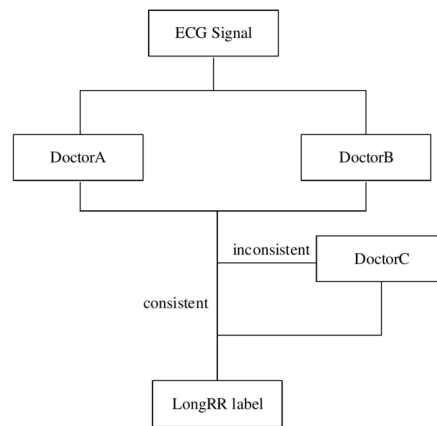 ECG Signal
DoctorA
DoctorB
inconsistent
DoctorC
consistent
LongRR label